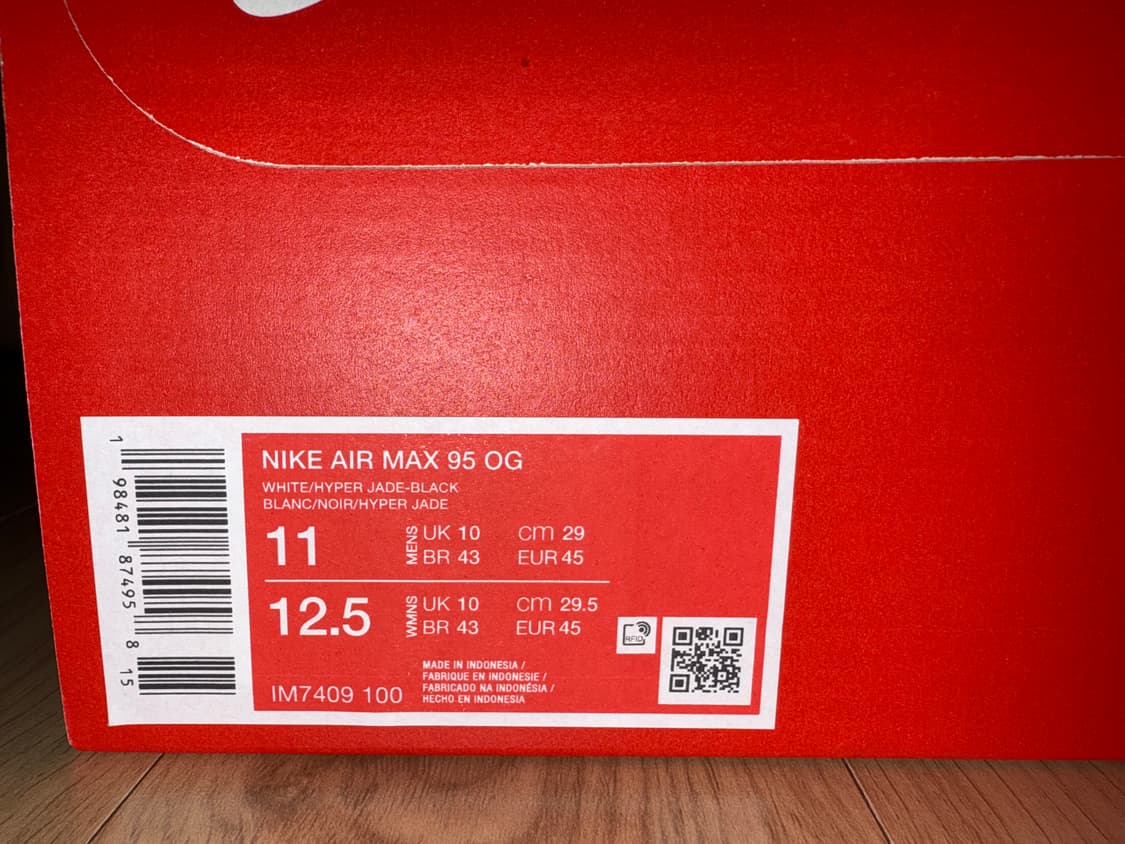 NIKE AIR MAX 95 OG
WHITE/HYPER JADE-BLACK
BLANC/NOIR/HYPER JADE
11
MENS
UK 10 cm 29
BR 43 EUR 45
12.5
WMNS
UK 10 cm 29.5
BR 43 EUR 45
RFID
IM7409 100
MADE IN INDONESIA /
FABRIQUE EN INDONESIE /
FABRICADO NA INDONÉSIA /
HECHO EN INDONESIA
1 98481 87495 8 15